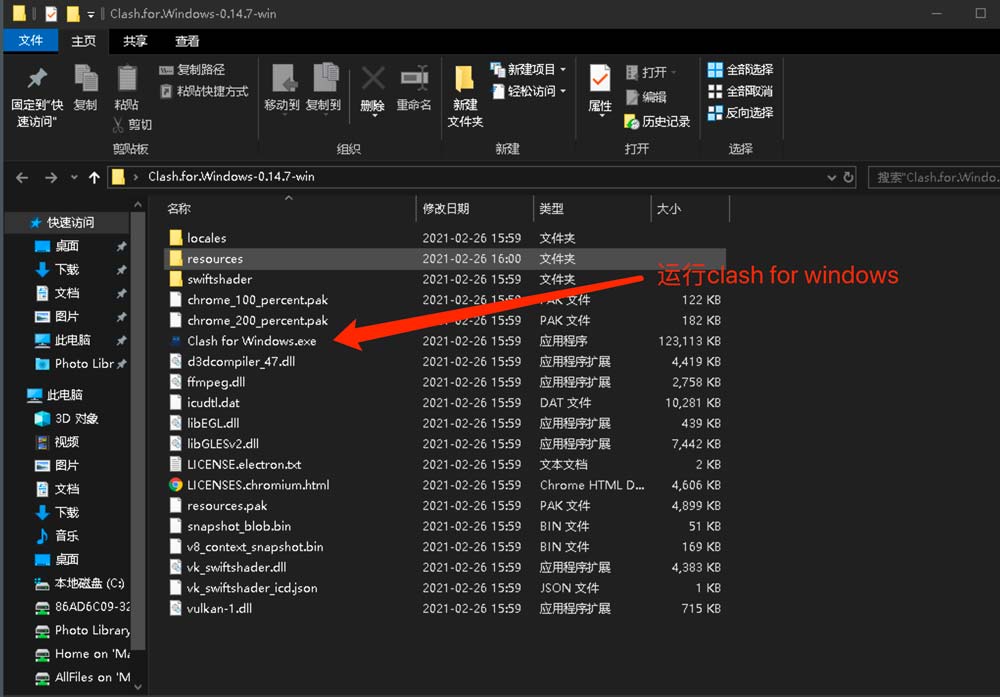 Clash.for.Windows-0.14.7-win
文件 主页 共享 查看
固定到"快速访问" 复制 粘贴 复制路径 粘贴快捷方式 剪切
移动到 复制到 删除 重命名
新建文件夹 新建项目 轻松访问
属性 打开 编辑 历史记录
全部选择 全部取消 反向选择
剪贴板 组织 新建 打开 选择
Clash.for.Windows-0.14.7-win 搜索"Clash.for.Windo...
快速访问
桌面
下载
文档
图片
此电脑
Photo Libr
此电脑
3D 对象
视频
图片
文档
下载
音乐
桌面
本地磁盘 (C:)
86AD6C09-32
Photo Library
Home on 'Ma
AllFiles on 'M
名称 修改日期 类型 大小
locales 2021-02-26 15:59 文件夹
resources 2021-02-26 16:00 文件夹
swiftshader 2021-02-26 15:59 文件夹
chrome_100_percent.pak 2021-02-26 15:59 PAK 文件 122 KB
chrome_200_percent.pak 2021-02-26 15:59 PAK 文件 182 KB
Clash for Windows.exe 2021-02-26 15:59 应用程序 123,113 KB
d3dcompiler_47.dll 2021-02-26 15:59 应用程序扩展 4,419 KB
ffmpeg.dll 2021-02-26 15:59 应用程序扩展 2,758 KB
icudtl.dat 2021-02-26 15:59 DAT 文件 10,281 KB
libEGL.dll 2021-02-26 15:59 应用程序扩展 439 KB
libGLESv2.dll 2021-02-26 15:59 应用程序扩展 7,442 KB
LICENSE.electron.txt 2021-02-26 15:59 文本文档 2 KB
LICENSES.chromium.html 2021-02-26 15:59 Chrome HTML D... 4,606 KB
resources.pak 2021-02-26 15:59 PAK 文件 4,899 KB
snapshot_blob.bin 2021-02-26 15:59 BIN 文件 51 KB
v8_context_snapshot.bin 2021-02-26 15:59 BIN 文件 169 KB
vk_swiftshader.dll 2021-02-26 15:59 应用程序扩展 4,383 KB
vk_swiftshader_icd.json 2021-02-26 15:59 JSON 文件 1 KB
vulkan-1.dll 2021-02-26 15:59 应用程序扩展 715 KB
运行clash for windows